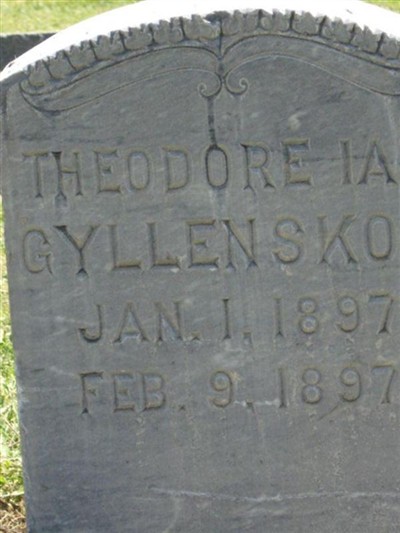 THEODORE IA
GYLLENSKO
JAN. 1, 1897
FEB. 9, 1897